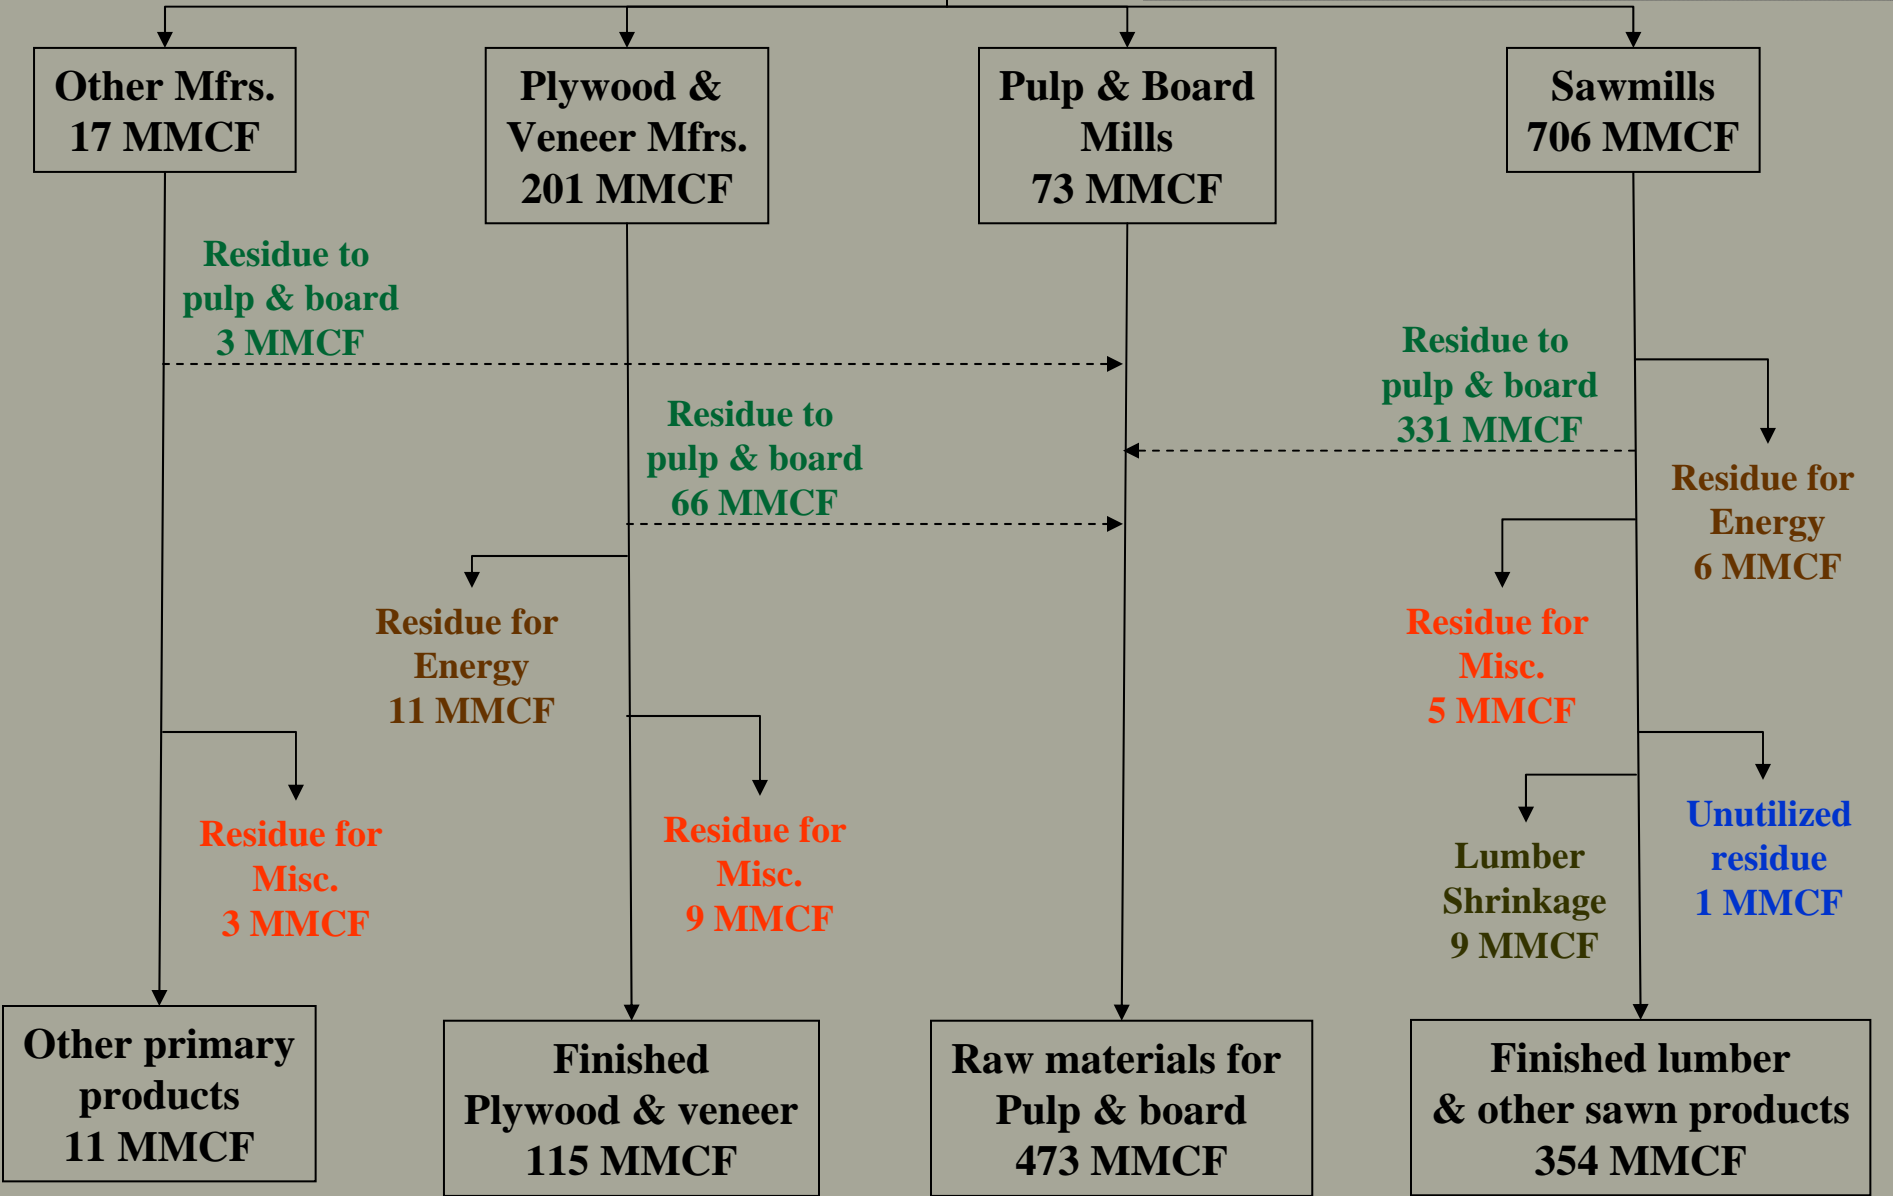 Other Mfrs.
17 MMCF
Plywood &
Veneer Mfrs.
201 MMCF
Pulp & Board
Mills
73 MMCF
Sawmills
706 MMCF
Residue to
pulp & board
3 MMCF
Residue to
pulp & board
331 MMCF
Residue to
pulp & board
66 MMCF
Residue for
Energy
6 MMCF
Residue for
Energy
11 MMCF
Residue for
Misc.
5 MMCF
Residue for
Misc.
3 MMCF
Residue for
Misc.
9 MMCF
Lumber
Shrinkage
9 MMCF
Unutilized
residue
1 MMCF
Other primary
products
11 MMCF
Finished
Plywood & veneer
115 MMCF
Raw materials for
Pulp & board
473 MMCF
Finished lumber
& other sawn products
354 MMCF